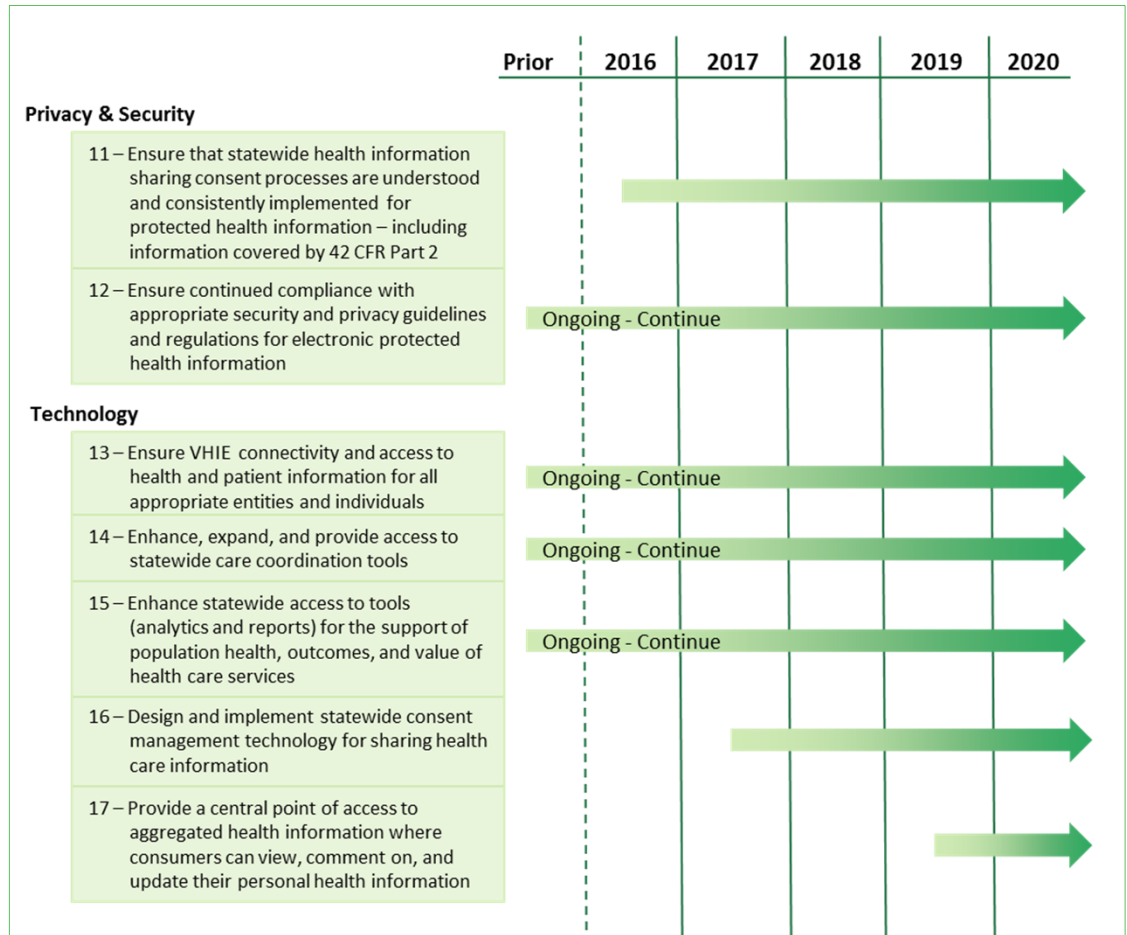 Prior 2016 2017 2018 2019 2020
Privacy & Security
11 – Ensure that statewide health information
sharing consent processes are understood
and consistently implemented for
protected health information – including
information covered by 42 CFR Part 2
12 – Ensure continued compliance with
appropriate security and privacy guidelines
and regulations for electronic protected
health information
Ongoing - Continue
Technology
13 – Ensure VHIE connectivity and access to
health and patient information for all
appropriate entities and individuals
Ongoing - Continue
14 – Enhance, expand, and provide access to
statewide care coordination tools
Ongoing - Continue
15 – Enhance statewide access to tools
(analytics and reports) for the support of
population health, outcomes, and value of
health care services
Ongoing - Continue
16 – Design and implement statewide consent
management technology for sharing health
care information
17 – Provide a central point of access to
aggregated health information where
consumers can view, comment on, and
update their personal health information